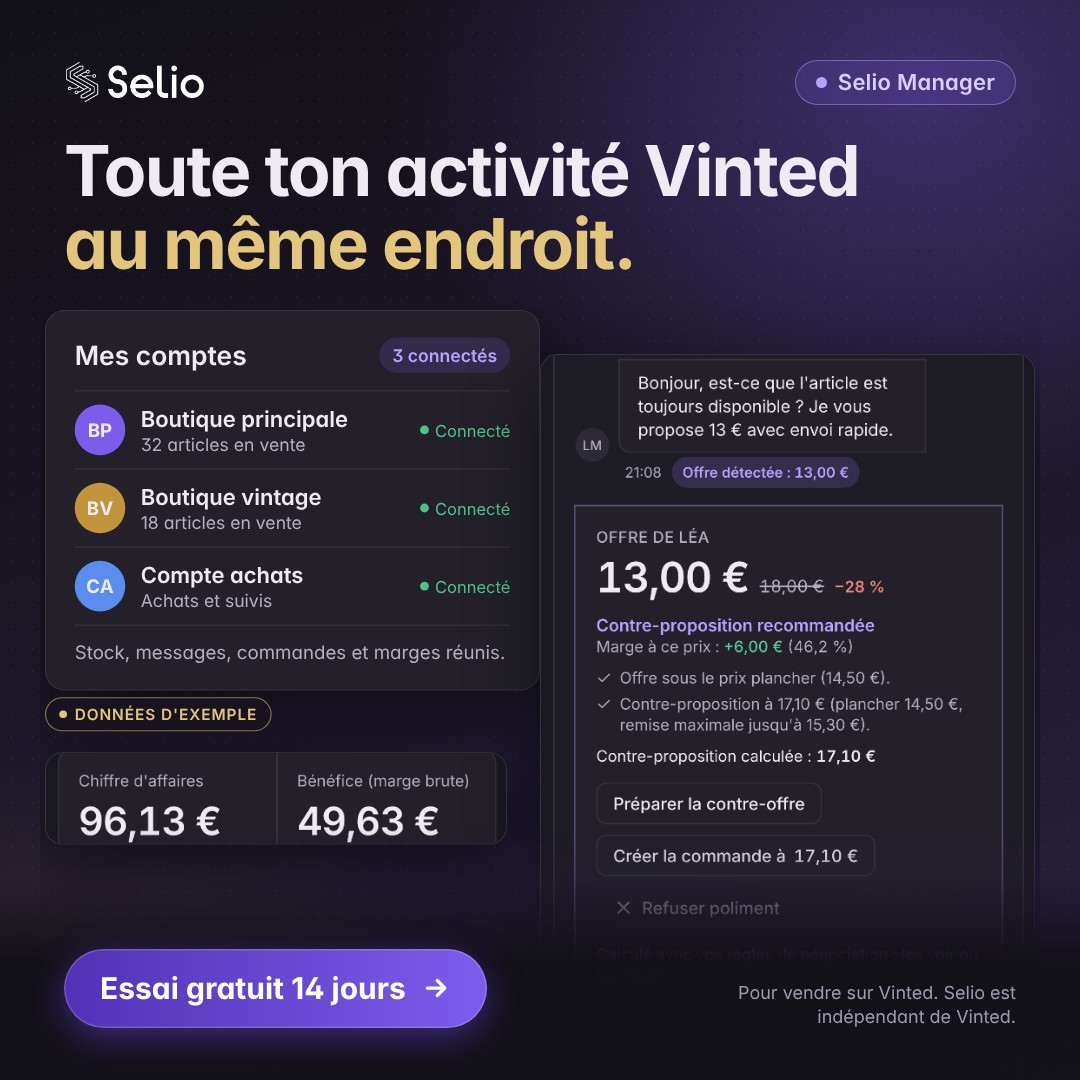 Selio
Selio Manager
Toute ton activité Vinted
au même endroit.
Mes comptes
3 connectés
BP
Boutique principale
32 articles en vente
Connecté
BV
Boutique vintage
18 articles en vente
Connecté
CA
Compte achats
Achats et suivis
Connecté
Stock, messages, commandes et marges réunis.
DONNÉES D'EXEMPLE
Chiffre d'affaires
96,13 €
Bénéfice (marge brute)
49,63 €
Bonjour, est-ce que l'article est
toujours disponible ? Je vous
propose 13 € avec envoi rapide.
LM
21:08
Offre détectée : 13,00 €
OFFRE DE LÉA
13,00 € 18,00 € −28 %
Contre-proposition recommandée
Marge à ce prix : +6,00 € (46,2 %)
✓ Offre sous le prix plancher (14,50 €).
✓ Contre-proposition à 17,10 € (plancher 14,50 €,
remise maximale jusqu'à 15,30 €).
Contre-proposition calculée : 17,10 €
Préparer la contre-offre
Créer la commande à 17,10 €
✕ Refuser poliment
Essai gratuit 14 jours →
Pour vendre sur Vinted. Selio est
indépendant de Vinted.